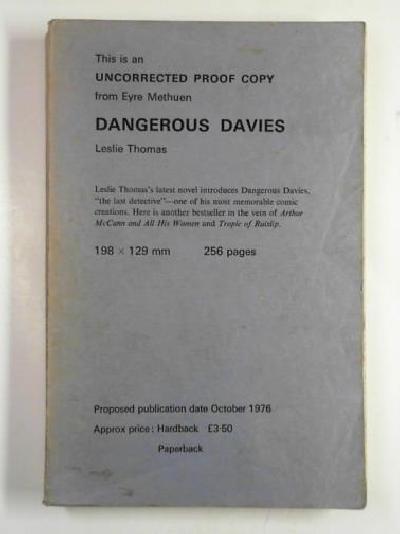 This is an
UNCORRECTED PROOF COPY
from Eyre Methuen
DANGEROUS DAVIES
Leslie Thomas
Leslie Thomas's latest novel introduces Dangerous Davies,
"the last detective"—one of his most memorable comic
creations. Here is another bestseller in the vein of Arthur
McCann and All His Women and Tropic of Ruislip.
198 × 129 mm 256 pages
Proposed publication date October 1976
Approx price: Hardback £3·50
Paperback